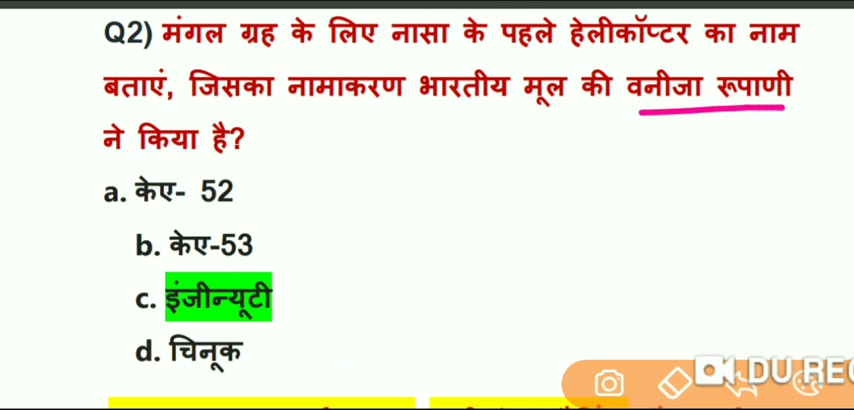 Q2) मंगल ग्रह के लिए नासा के पहले हेलीकॉप्टर का नाम
बताएं, जिसका नामाकरण भारतीय मूल की वनीजा रूपाणी
ने किया है?
a. केए- 52
b. केए-53
c. इंजीन्यूटी
d. चिनूक
DU REC